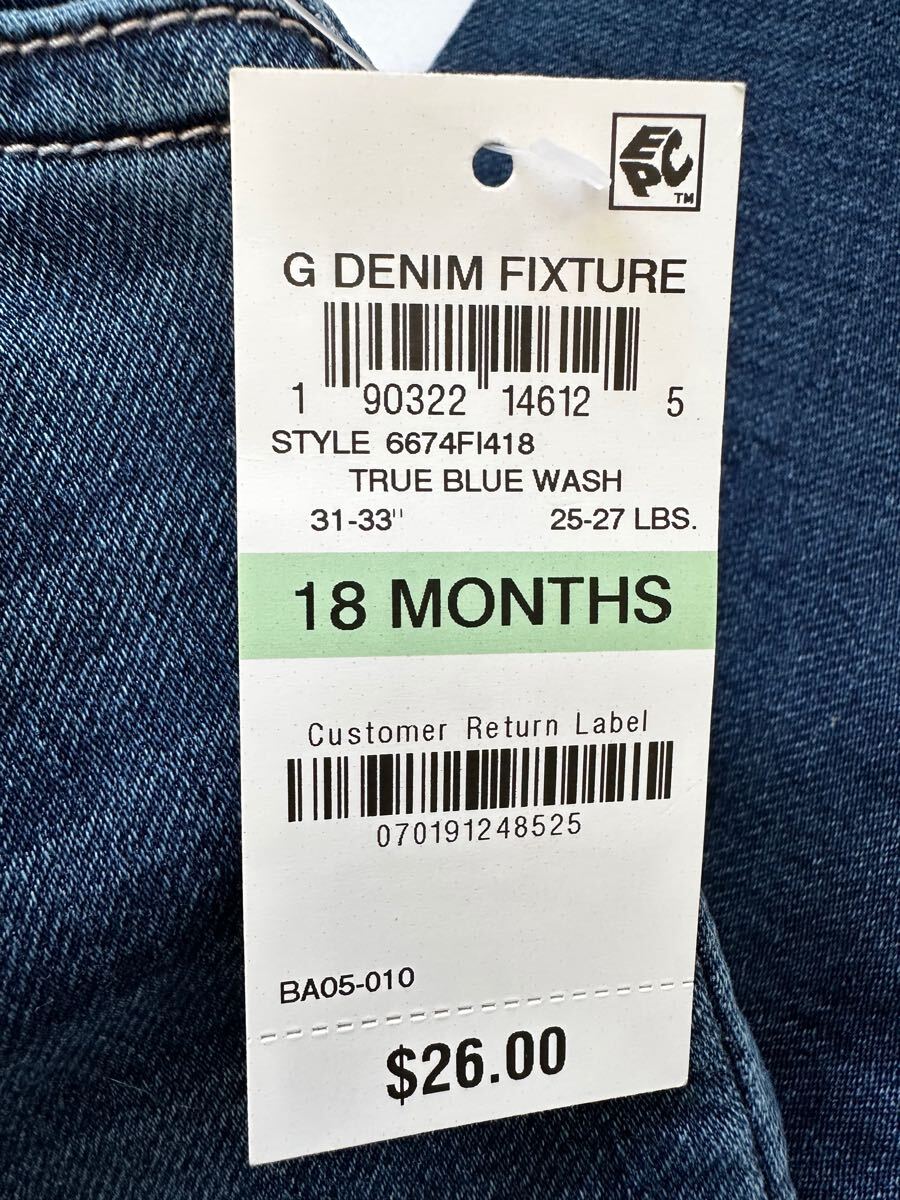 EPC
TM
G DENIM FIXTURE
1 90322 14612 5
STYLE 6674FI418
TRUE BLUE WASH
31-33" 25-27 LBS.
18 MONTHS
Customer Return Label
070191248525
BA05-010
$26.00